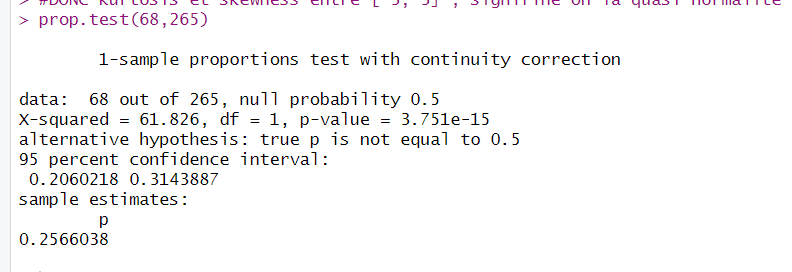 > #DONC Kurtosis et skewness entre [-3, 3] , signifie on la quasi normalité
> prop.test(68,265)
1-sample proportions test with continuity correction
data:  68 out of 265, null probability 0.5
X-squared = 61.826, df = 1, p-value = 3.751e-15
alternative hypothesis: true p is not equal to 0.5
95 percent confidence interval:
0.2060218 0.3143887
sample estimates:
p
0.2566038